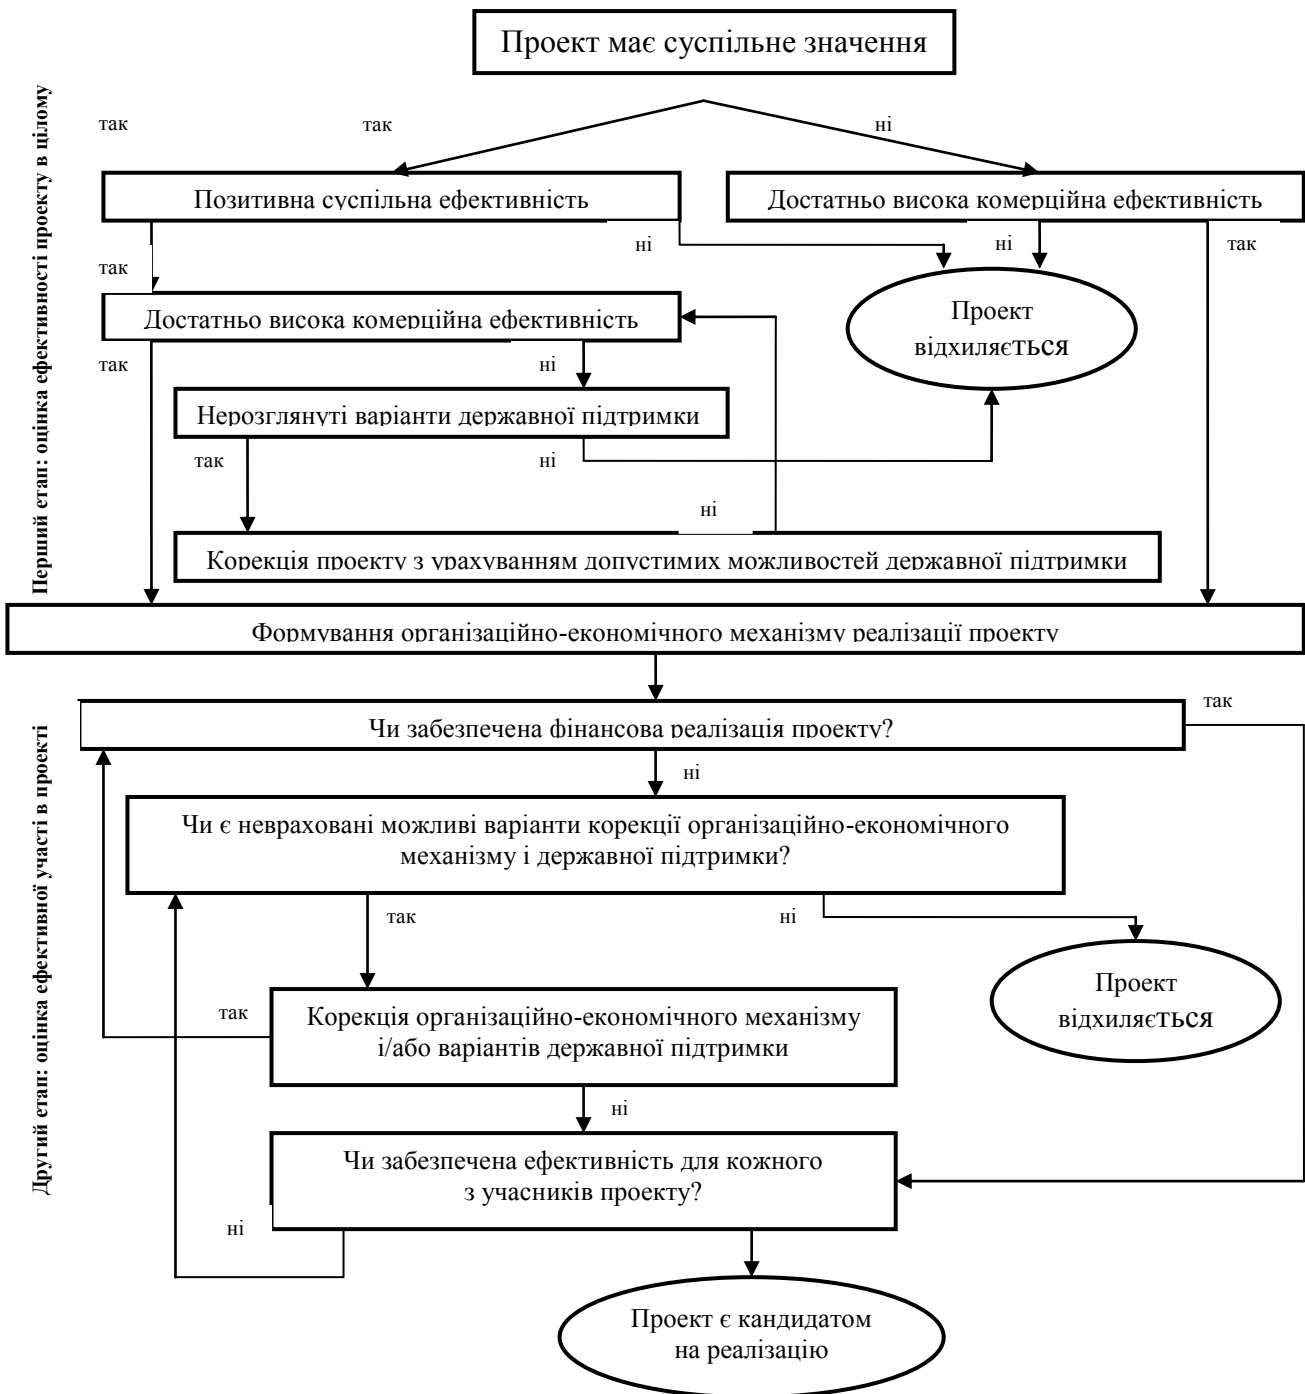 Проект має суспільне значення
так
так
ні
Позитивна суспільна ефективність
Достатньо висока комерційна ефективність
ні
ні
так
так
Достатньо висока комерційна ефективність
Проект
відхиляється
так
ні
Нерозглянуті варіанти державної підтримки
так
ні
ні
Корекція проекту з урахуванням допустимих можливостей державної підтримки
Перший етап: оцінка ефективності проекту в цілому
Формування організаційно-економічного механізму реалізації проекту
Чи забезпечена фінансова реалізація проекту?
так
ні
Чи є невраховані можливі варіанти корекції організаційно-економічного
механізму і державної підтримки?
так
ні
Проект
відхиляється
так
Корекція організаційно-економічного механізму
і/або варіантів державної підтримки
ні
Чи забезпечена ефективність для кожного
з учасників проекту?
ні
Проект є кандидатом
на реалізацію
Другий етап: оцінка ефективної участі в проекті